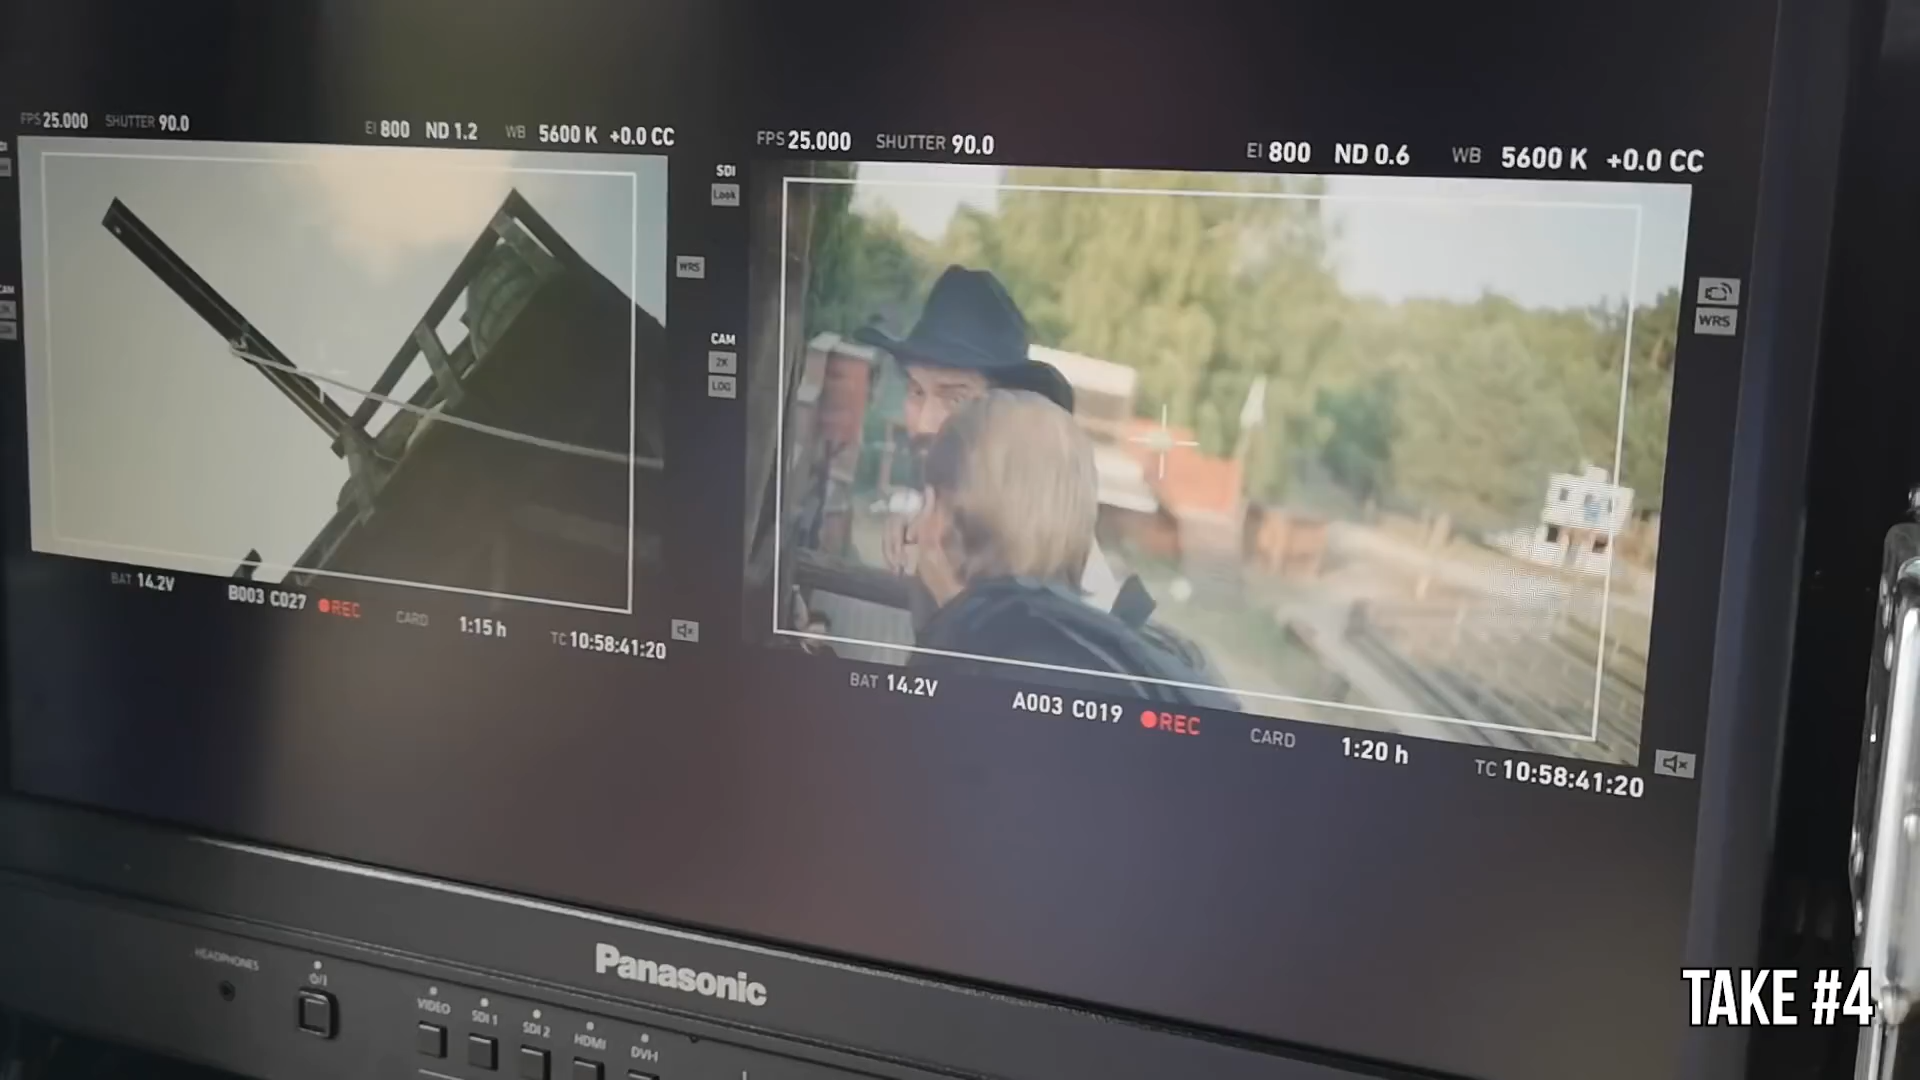 FPS 25.000 SHUTTER 90.0 EI 800 ND 1.2 WB 5600 K +0.0 CC
WRS
BAT 14.2V B003 C027 REC CARD 1:15 h TC 10:58:41:20
FPS 25.000 SHUTTER 90.0 EI 800 ND 0.6 WB 5600 K +0.0 CC
SDI
Look
CAM
2K
LOG
WRS
BAT 14.2V A003 C019 REC CARD 1:20 h TC 10:58:41:20
Panasonic
HEADPHONES
VIDEO SDI 1 SDI 2 HDMI DVI-I
TAKE #4